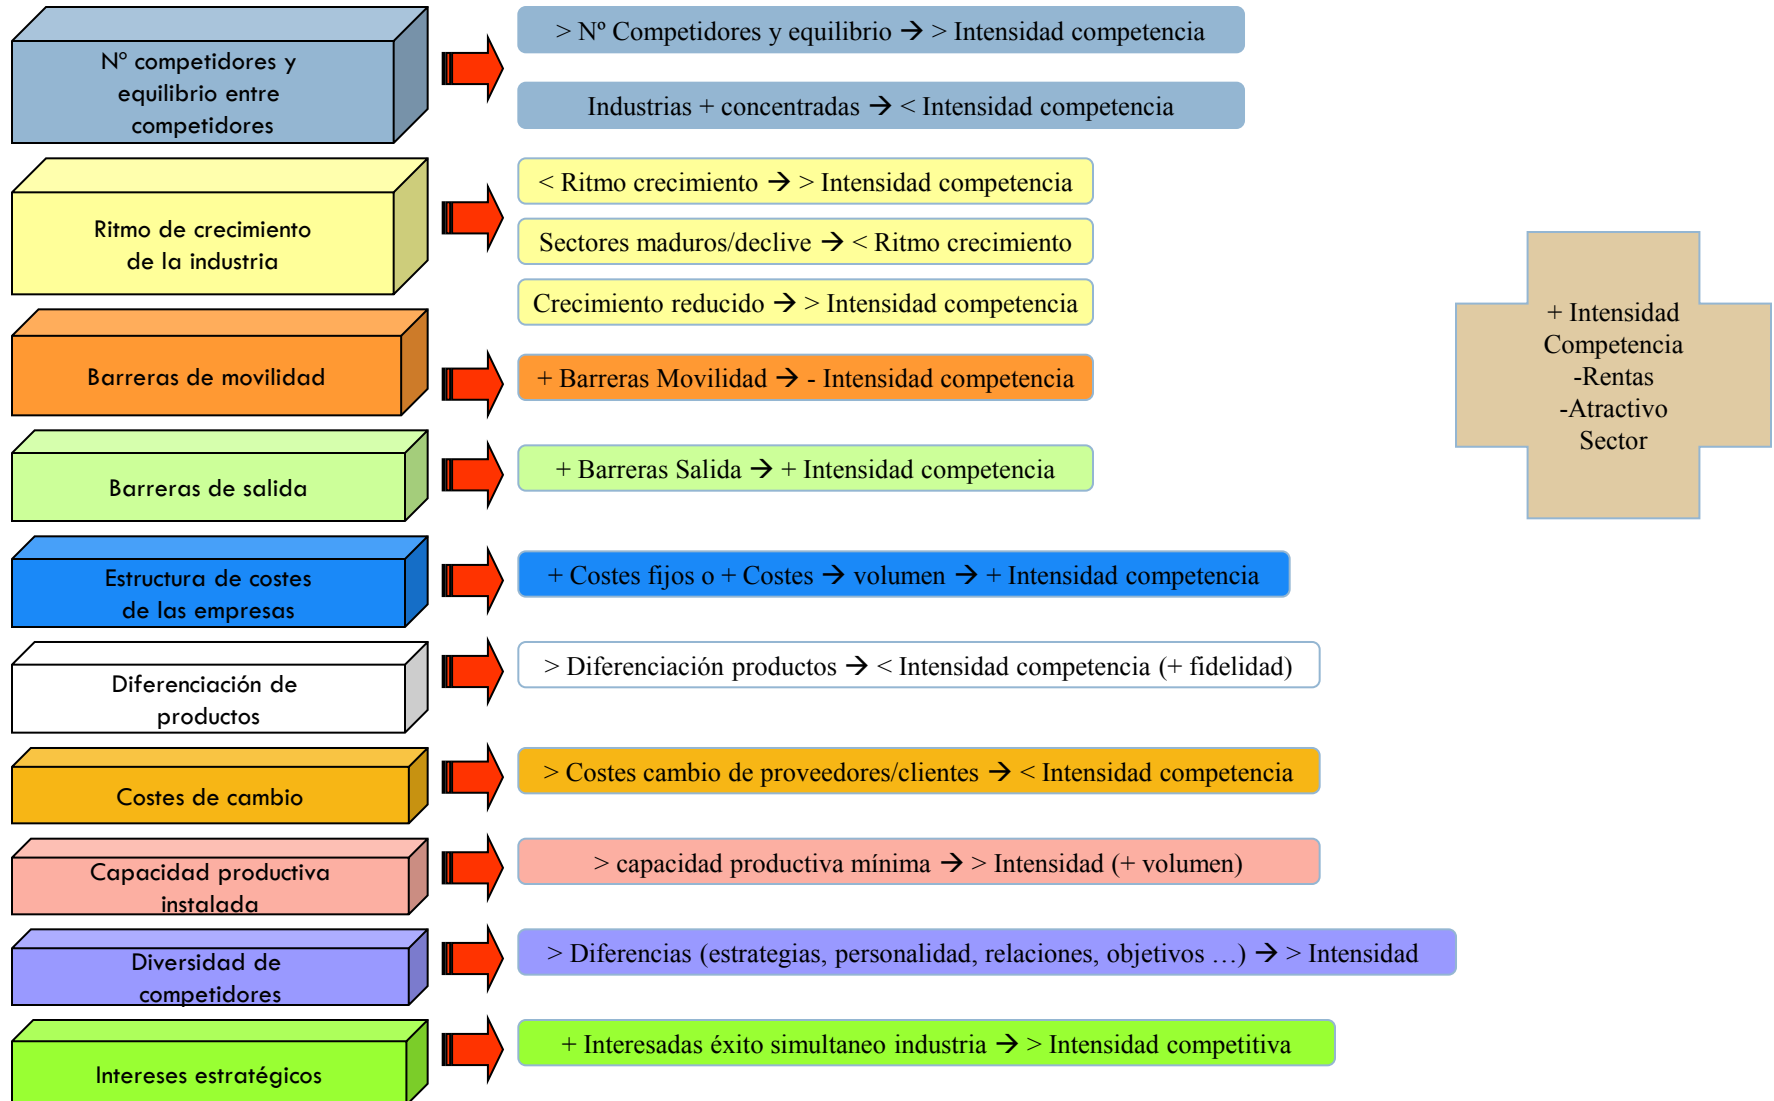 Nº competidores y
equilibrio entre
competidores
> Nº Competidores y equilibrio → > Intensidad competencia
Industrias + concentradas → < Intensidad competencia
Ritmo de crecimiento
de la industria
< Ritmo crecimiento → > Intensidad competencia
Sectores maduros/declive → < Ritmo crecimiento
Crecimiento reducido → > Intensidad competencia
Barreras de movilidad
+ Barreras Movilidad → - Intensidad competencia
Barreras de salida
+ Barreras Salida → + Intensidad competencia
Estructura de costes
de las empresas
+ Costes fijos o + Costes → volumen → + Intensidad competencia
Diferenciación de
productos
> Diferenciación productos → < Intensidad competencia (+ fidelidad)
Costes de cambio
> Costes cambio de proveedores/clientes → < Intensidad competencia
Capacidad productiva
instalada
> capacidad productiva mínima → > Intensidad (+ volumen)
Diversidad de
competidores
> Diferencias (estrategias, personalidad, relaciones, objetivos …) → > Intensidad
Intereses estratégicos
+ Interesadas éxito simultaneo industria → > Intensidad competitiva
+ Intensidad
Competencia
-Rentas
-Atractivo
Sector